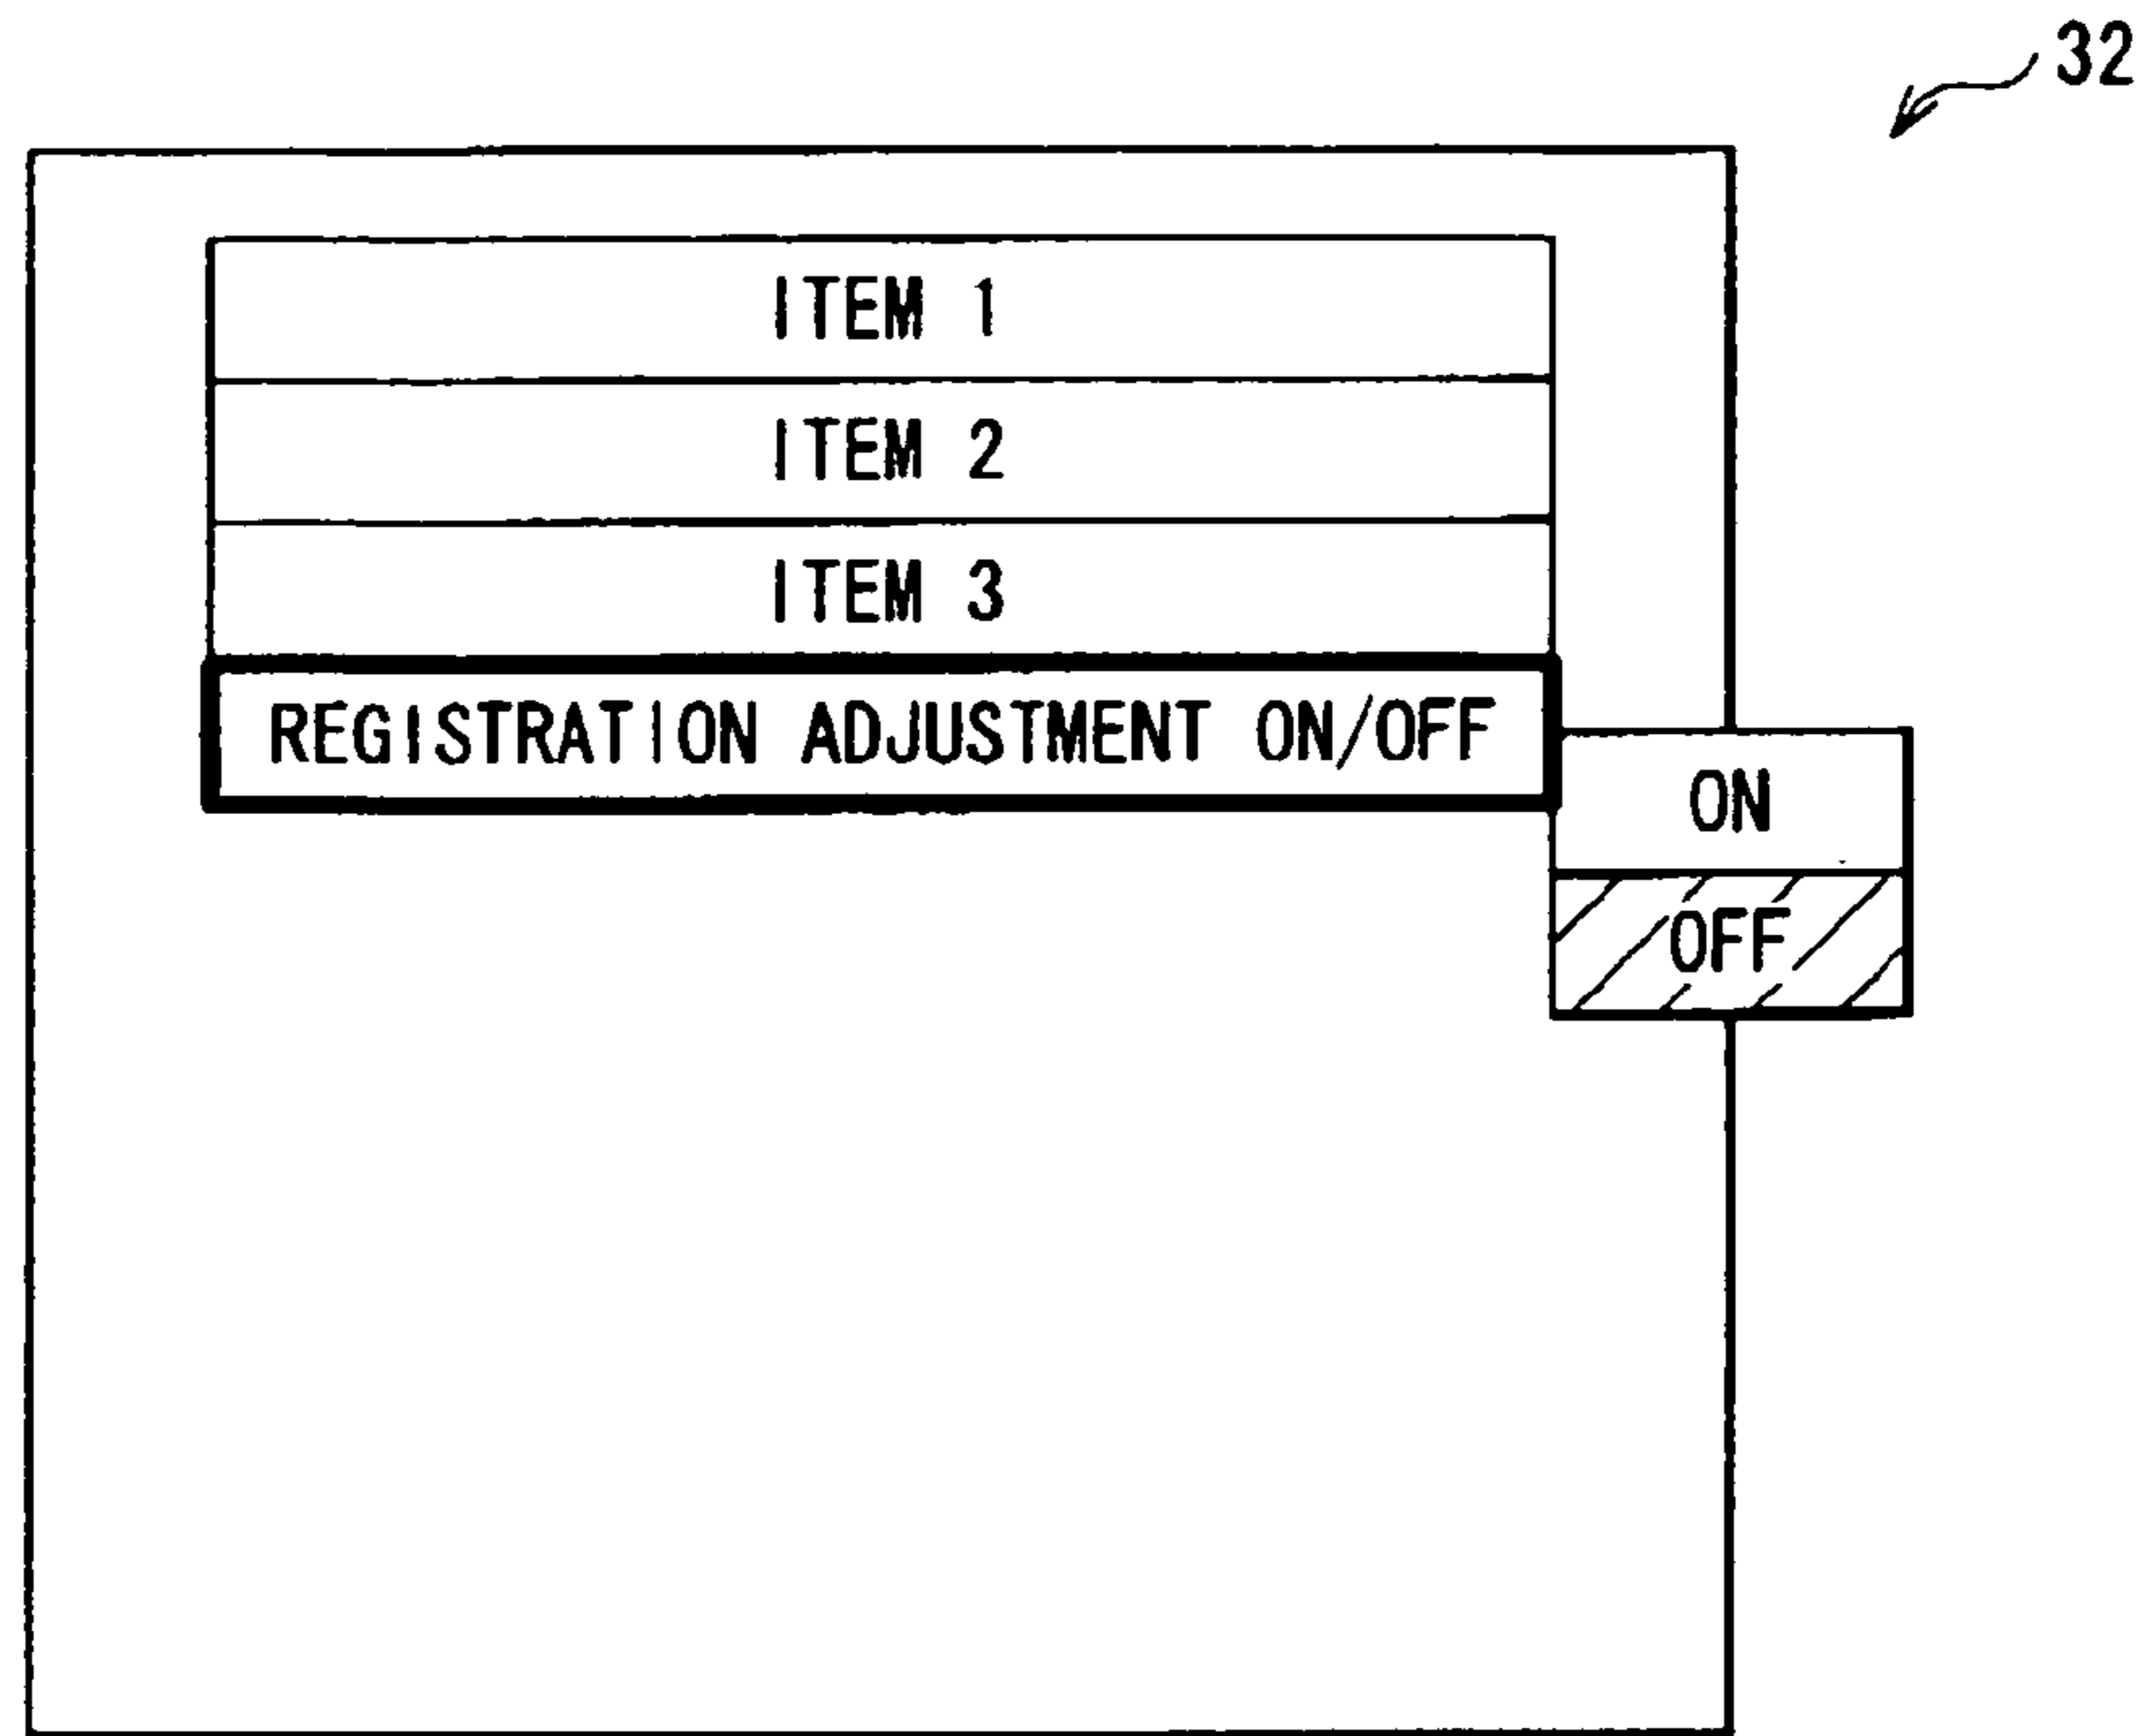 32
ITEM 1
ITEM 2
ITEM 3
REGISTRATION ADJUSTMENT ON/OFF
ON
OFF